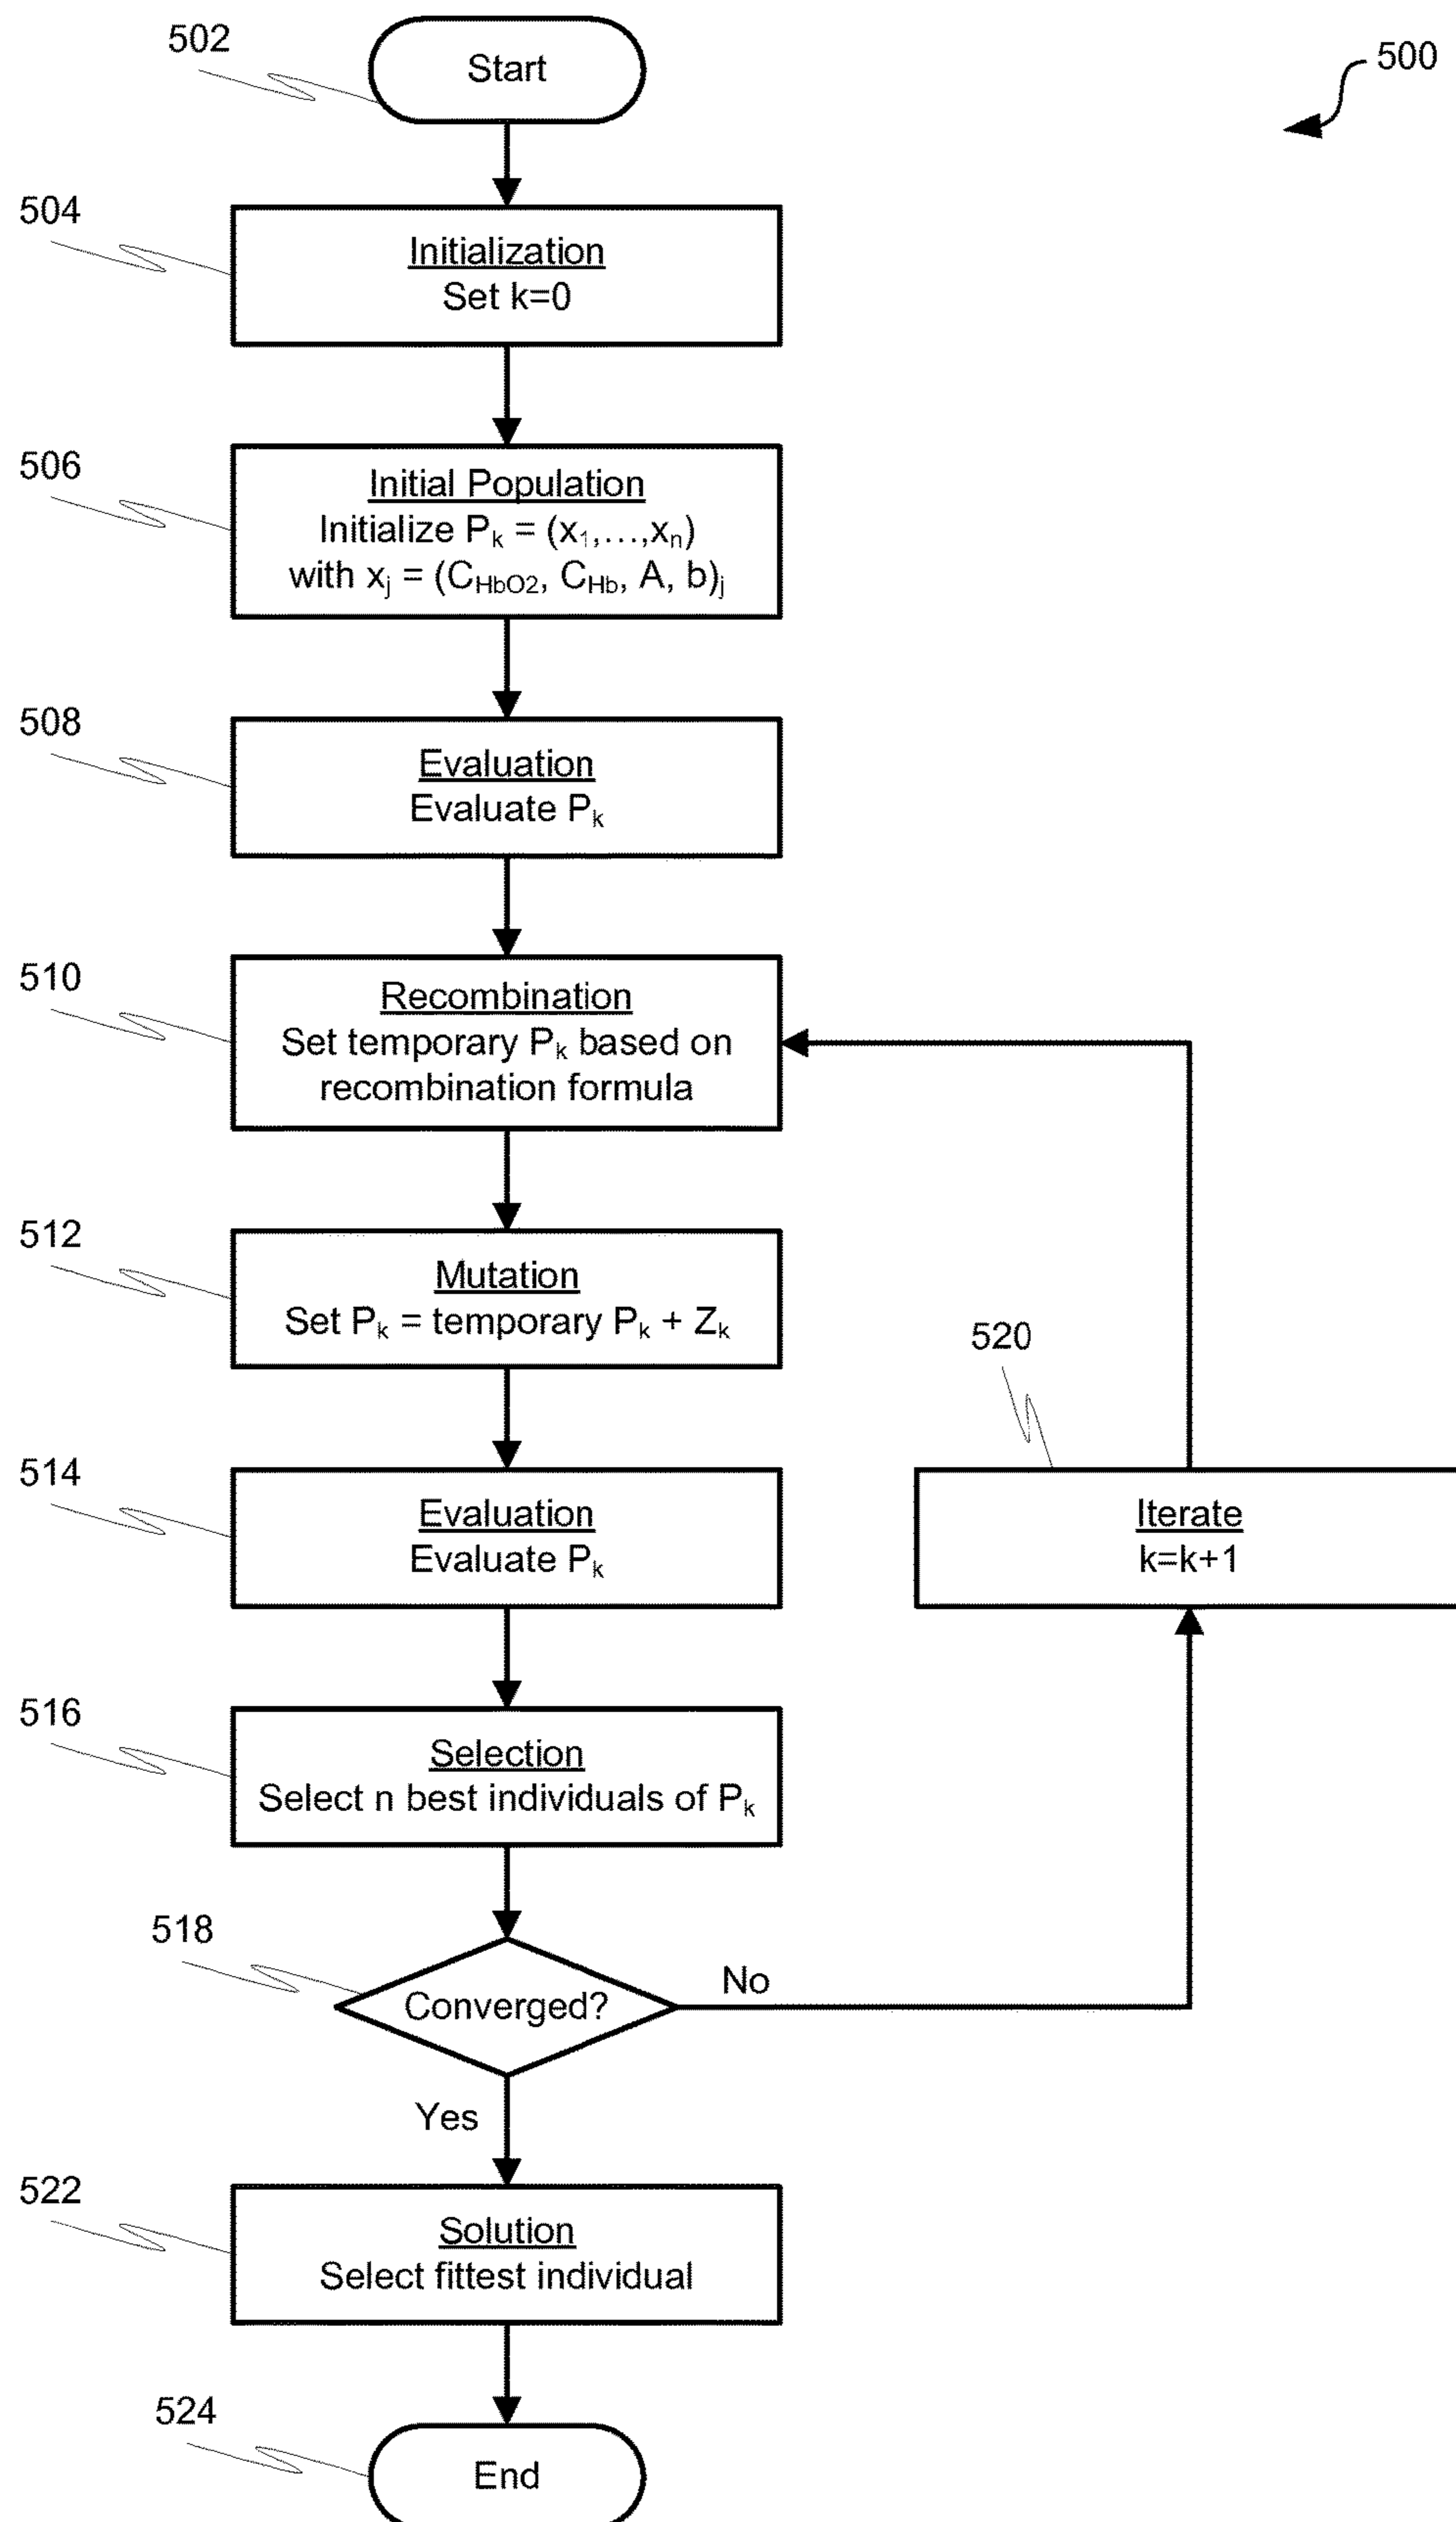 502
Start
500
504
Initialization
Set k=0
506
Initial Population
Initialize Pk = (x1,...,xn)
with xj = (CHbO2, CHb, A, b)j
508
Evaluation
Evaluate Pk
510
Recombination
Set temporary Pk based on
recombination formula
512
Mutation
Set Pk = temporary Pk + Zk
520
514
Evaluation
Evaluate Pk
Iterate
k=k+1
516
Selection
Select n best individuals of Pk
518
Converged?
No
Yes
522
Solution
Select fittest individual
524
End